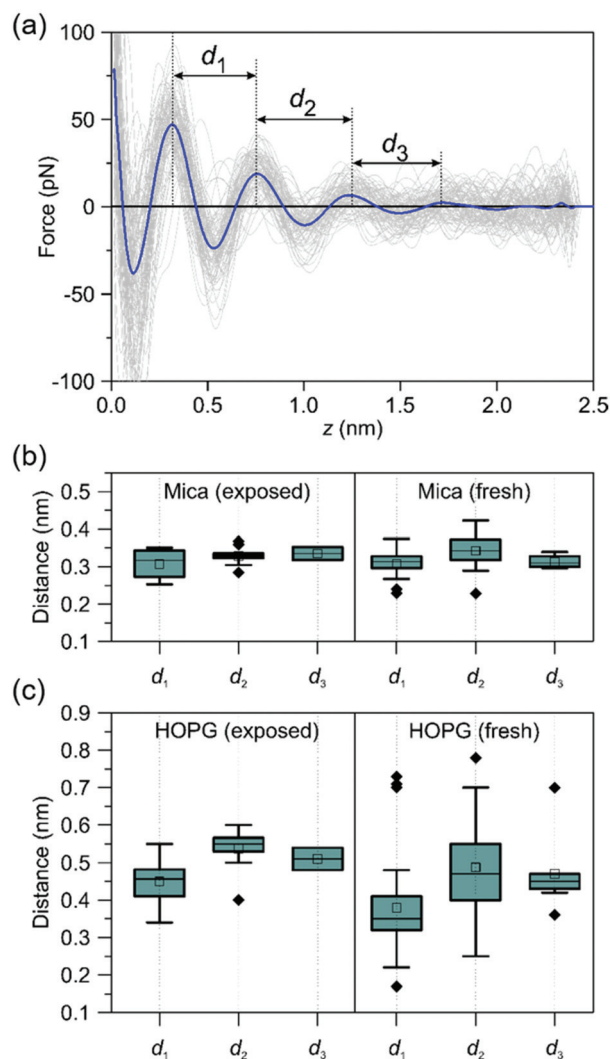 (a)
100
50
0
-50
-100
Force (pN)
d1
d2
d3
0.0 0.5 1.0 1.5 2.0 2.5
z (nm)
(b)
0.5
0.4
0.3
0.2
0.1
Distance (nm)
Mica (exposed) Mica (fresh)
d1 d2 d3 d1 d2 d3
(c)
0.9
0.8
0.7
0.6
0.5
0.4
0.3
0.2
0.1
Distance (nm)
HOPG (exposed) HOPG (fresh)
d1 d2 d3 d1 d2 d3